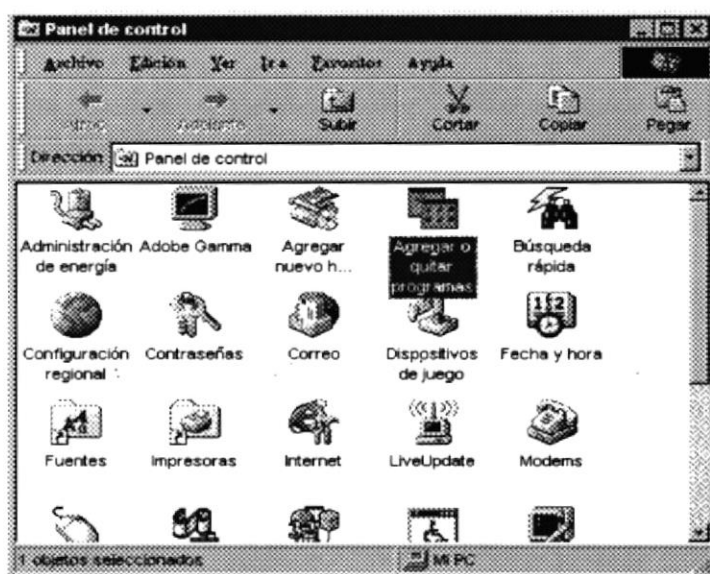 Panel de control
Archivo Edición Ver Ir a Favoritos Ayuda
Atrás Adelante Subir Cortar Copiar Pegar
Dirección Panel de control
Administración de energía
Adobe Gamma
Agregar nuevo h...
Agregar o quitar programas
Búsqueda rápida
Configuración regional
Contraseñas
Correo
Dispositivos de juego
Fecha y hora
Fuentes
Impresoras
Internet
LiveUpdate
Modems
1 objetos seleccionados
Mi PC